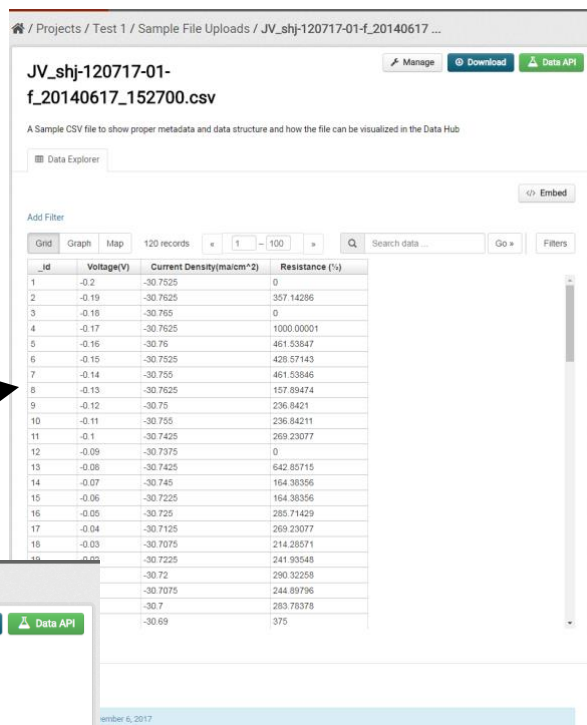 / Projects / Test 1 / Sample File Uploads / JV_shj-120717-01-f_20140617 ...
JV_shj-120717-01-
f_20140617_152700.csv
Manage
Download
Data API
A Sample CSV file to show proper metadata and data structure and how the file can be visualized in the Data Hub
Data Explorer
</> Embed
Add Filter
Grid Graph Map 120 records « 1 – 100 » Search data ... Go » Filters
_id Voltage(V) Current Density(ma/cm^2) Resistance (½)
1 -0.2 -30.7525 0
2 -0.19 -30.7625 357.14286
3 -0.18 -30.765 0
4 -0.17 -30.7625 1000.00001
5 -0.16 -30.76 461.53847
6 -0.15 -30.7525 428.57143
7 -0.14 -30.755 461.53846
8 -0.13 -30.7625 157.89474
9 -0.12 -30.75 236.8421
10 -0.11 -30.755 236.84211
11 -0.1 -30.7425 269.23077
12 -0.09 -30.7375 0
13 -0.08 -30.7425 642.85715
14 -0.07 -30.745 164.38356
15 -0.06 -30.7225 164.38356
16 -0.05 -30.725 285.71429
17 -0.04 -30.7125 269.23077
18 -0.03 -30.7075 214.28571
-30.7225 241.93548
-30.72 290.32258
-30.7075 244.89796
-30.7 283.78378
-30.69 375
Data API
ember 6, 2017